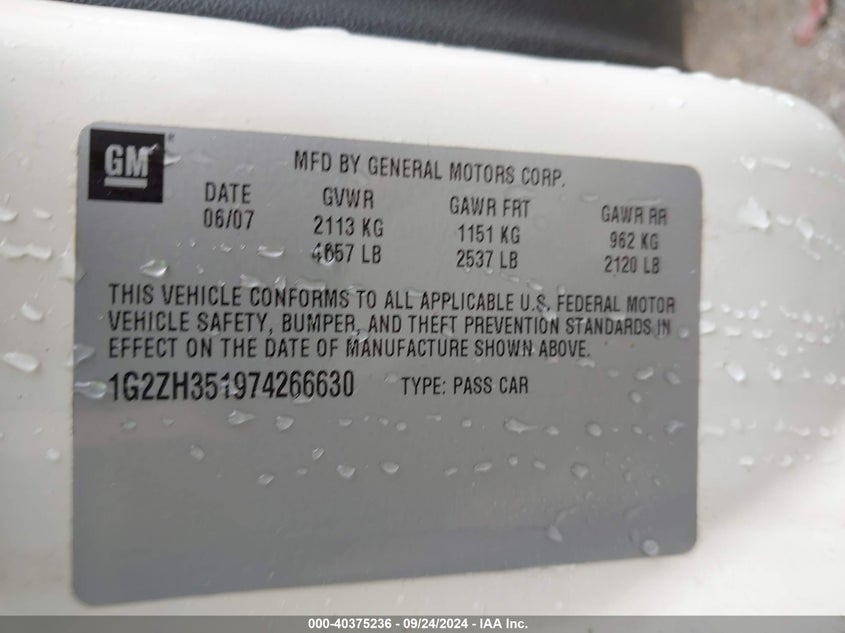 GM®
MFD BY GENERAL MOTORS CORP.
DATE GVWR GAWR FRT GAWR RR
06/07 2113 KG 1151 KG 962 KG
4657 LB 2537 LB 2120 LB
THIS VEHICLE CONFORMS TO ALL APPLICABLE U.S. FEDERAL MOTOR
VEHICLE SAFETY, BUMPER, AND THEFT PREVENTION STANDARDS IN
EFFECT ON THE DATE OF MANUFACTURE SHOWN ABOVE.
1G2ZH351974266630 TYPE: PASS CAR
000-40375236 - 09/24/2024 - IAA Inc.